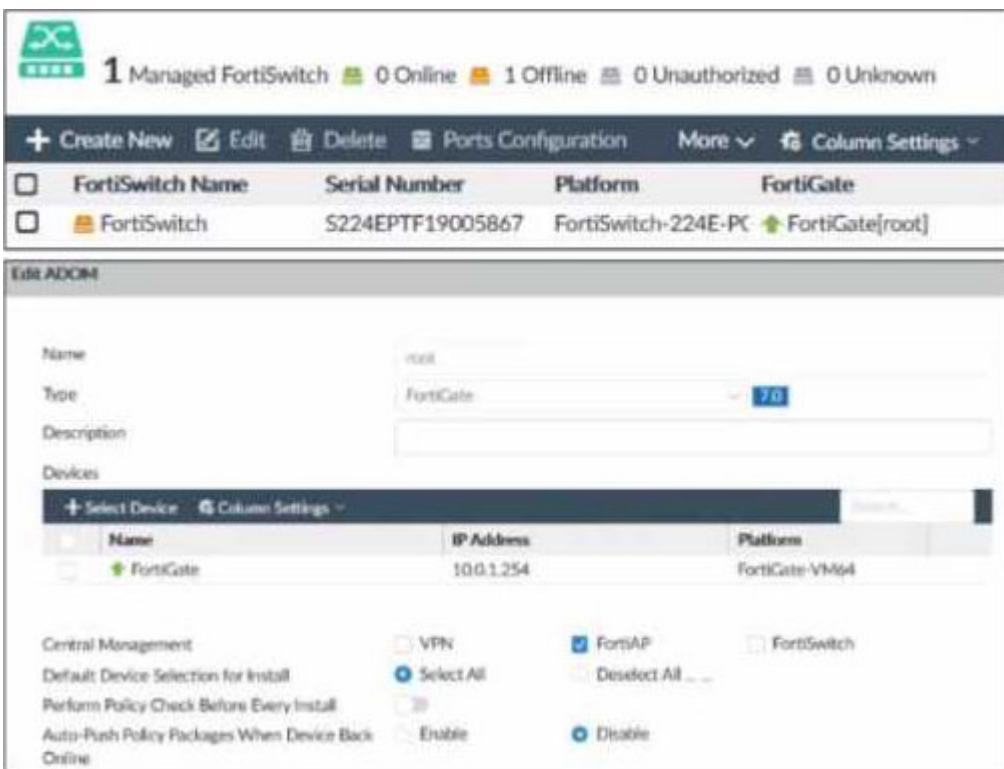 1 Managed FortiSwitch 0 Online 1 Offline 0 Unauthorized 0 Unknown
+ Create New Edit Delete Ports Configuration More Column Settings
FortiSwitch Name Serial Number Platform FortiGate
FortiSwitch S224EPTF19005867 FortiSwitch-224E-PC FortiGate[root]
Edit ADOM
Name root
Type FortiGate 7.0
Description
Devices
+ Select Device Column Settings
Search...
Name IP Address Platform
FortiGate 10.0.1.254 FortiGate-VM64
Central Management VPN FortiAP FortiSwitch
Default Device Selection for Install Select All Deselect All
Perform Policy Check Before Every Install
Auto-Push Policy Packages When Device Back Enable Disable
Online